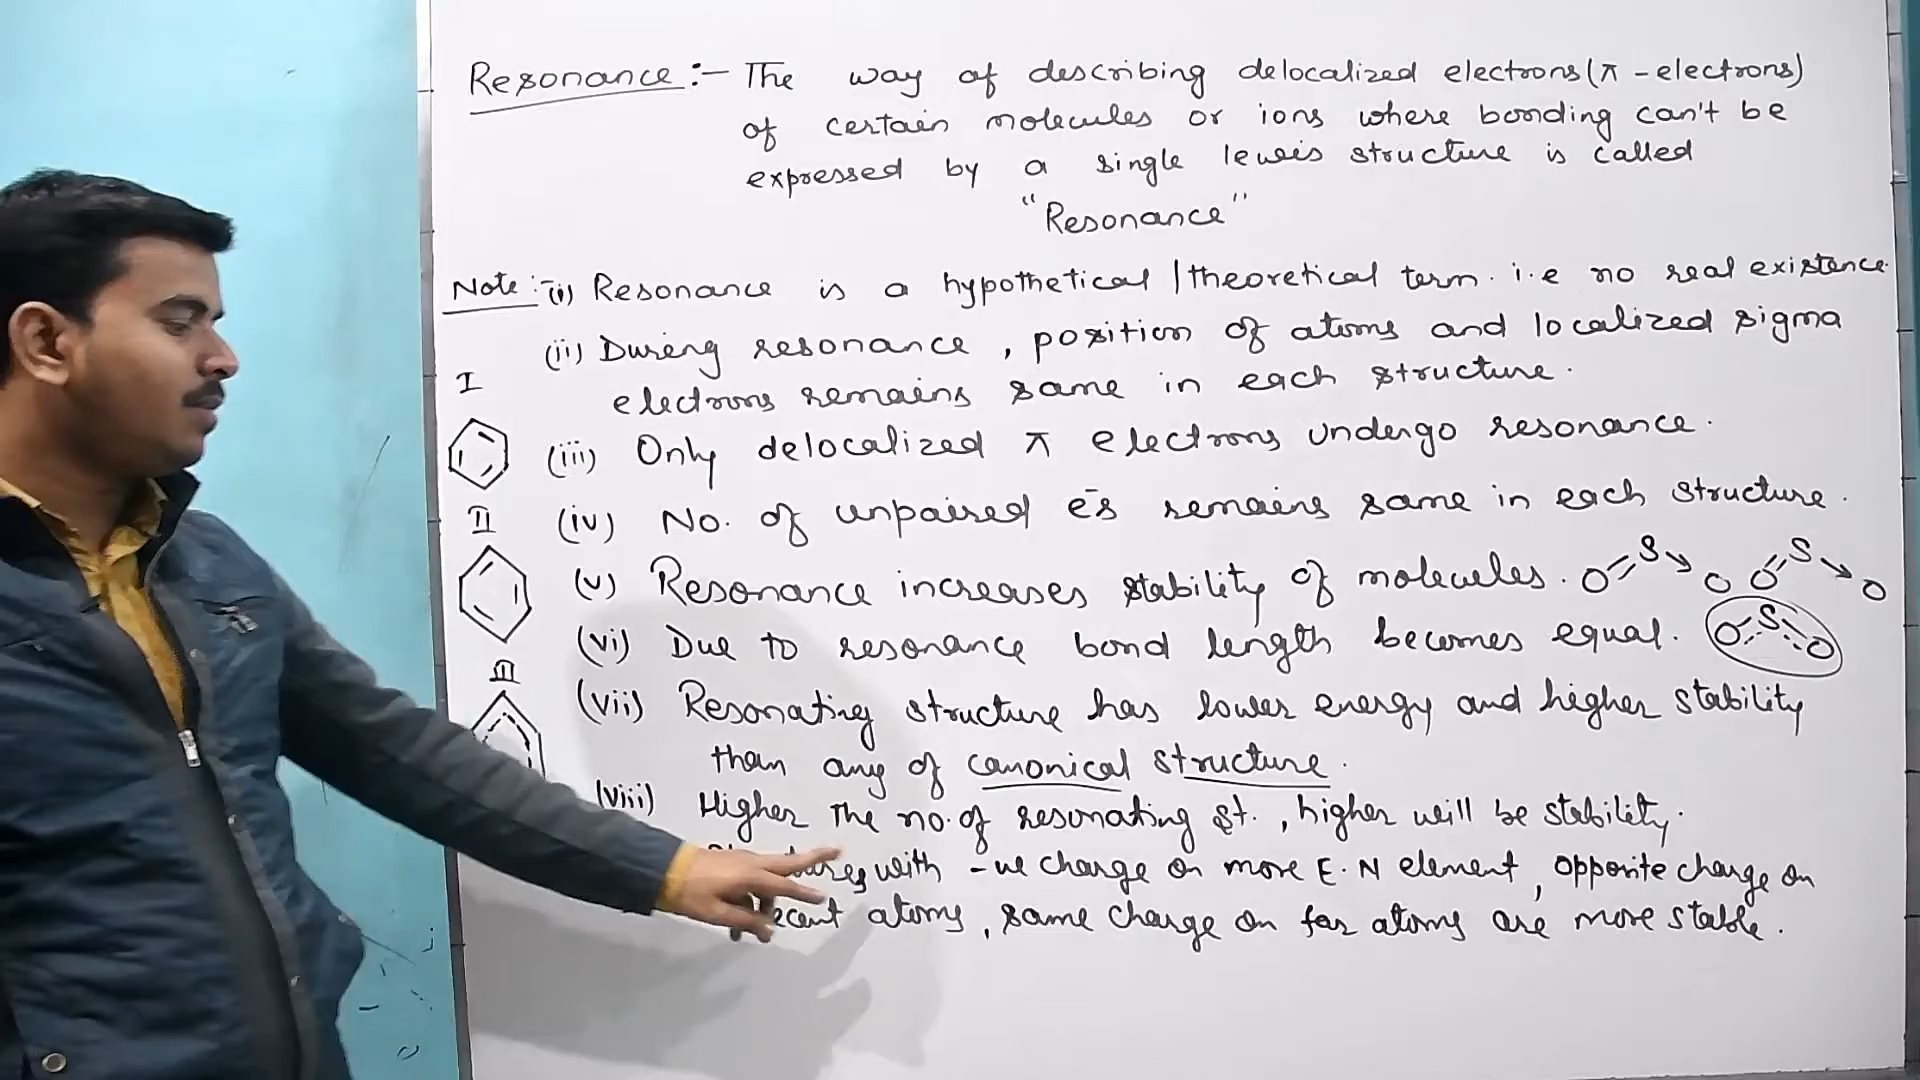 Resonance :- The way of describing delocalized electrons (π - electrons)
of certain molecules or ions where bonding can't be
expressed by a single lewis structure is called
"Resonance"
Note :- (i) Resonance is a hypothetical / theoretical term. i.e no real existence.
(ii) During resonance, position of atoms and localized sigma
electrons remains same in each structure.
I
(iii) Only delocalized π electrons undergo resonance.
II
(iv) No. of unpaired e⁻s remains same in each structure.
(v) Resonance increases stability of molecules. O=S→O O=S→O
(vi) Due to resonance bond length becomes equal. O S O
III
(vii) Resonating structure has lower energy and higher stability
than any of canonical structure.
(viii) Higher the no. of resonating st., higher will be stability.
with -ve charge on more E.N element, opposite charge on
atoms, same charge on far atoms are more stable.